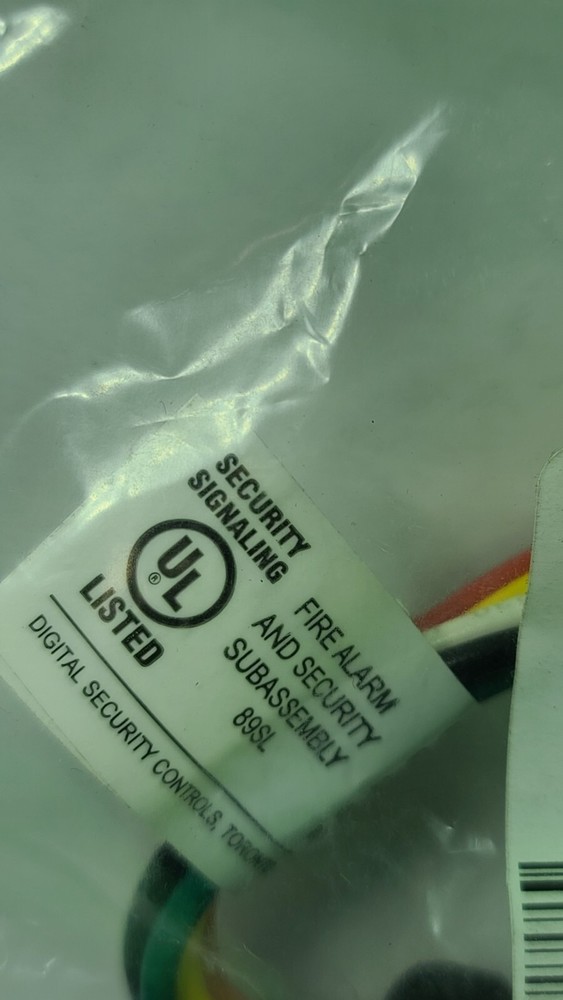 SECURITY
SIGNALING
UL
®
LISTED
FIRE ALARM
AND SECURITY
SUBASSEMBLY
89SL
DIGITAL SECURITY CONTROLS,